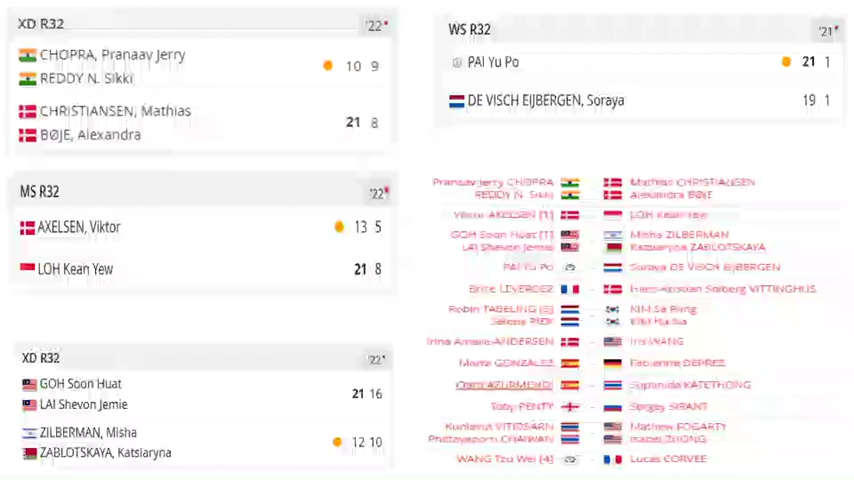 XD R32
'22'
CHOPRA, Pranaav Jerry
REDDY N. Sikki
10 9
CHRISTIANSEN, Mathias
BØJE, Alexandra
21 8
MS R32
'22'
AXELSEN, Viktor
13 5
LOH Kean Yew
21 8
XD R32
'22'
GOH Soon Huat
LAI Shevon Jemie
21 16
ZILBERMAN, Misha
ZABLOTSKAYA, Katsiaryna
12 10
WS R32
'21'
PAI Yu Po
21 1
DE VISCH EIJBERGEN, Soraya
19 1
Pranaav Jerry CHOPRA - Mathias CHRISTIANSEN
REDDY N. Sikki Alexandra BØJE
Viktor AXELSEN [1] - LOH Kean Yew
GOH Soon Huat [1] - Misha ZILBERMAN
LAI Shevon Jemie Katsiaryna ZABLOTSKAYA
PAI Yu Po - Soraya DE VISCH EIJBERGEN
Brice LEVERDEZ - Hans-Kristian Solberg VITTINGHUS
Robin TABELING - KIM Sa Rang
Selena PIEK
Irina Amalie ANDERSEN - Iris WANG
GONZALEZ - Fabienne DEPREZ
Clara AZURMENDI - Supanida KATETHONG
Toby PENTY - Sergey SIRANT
Kunlavut VITIDSARN - Mathew FOGARTY
CHAIWAN Isabel ZHONG
WANG Tzu Wei [4] - Lucas CORVEE